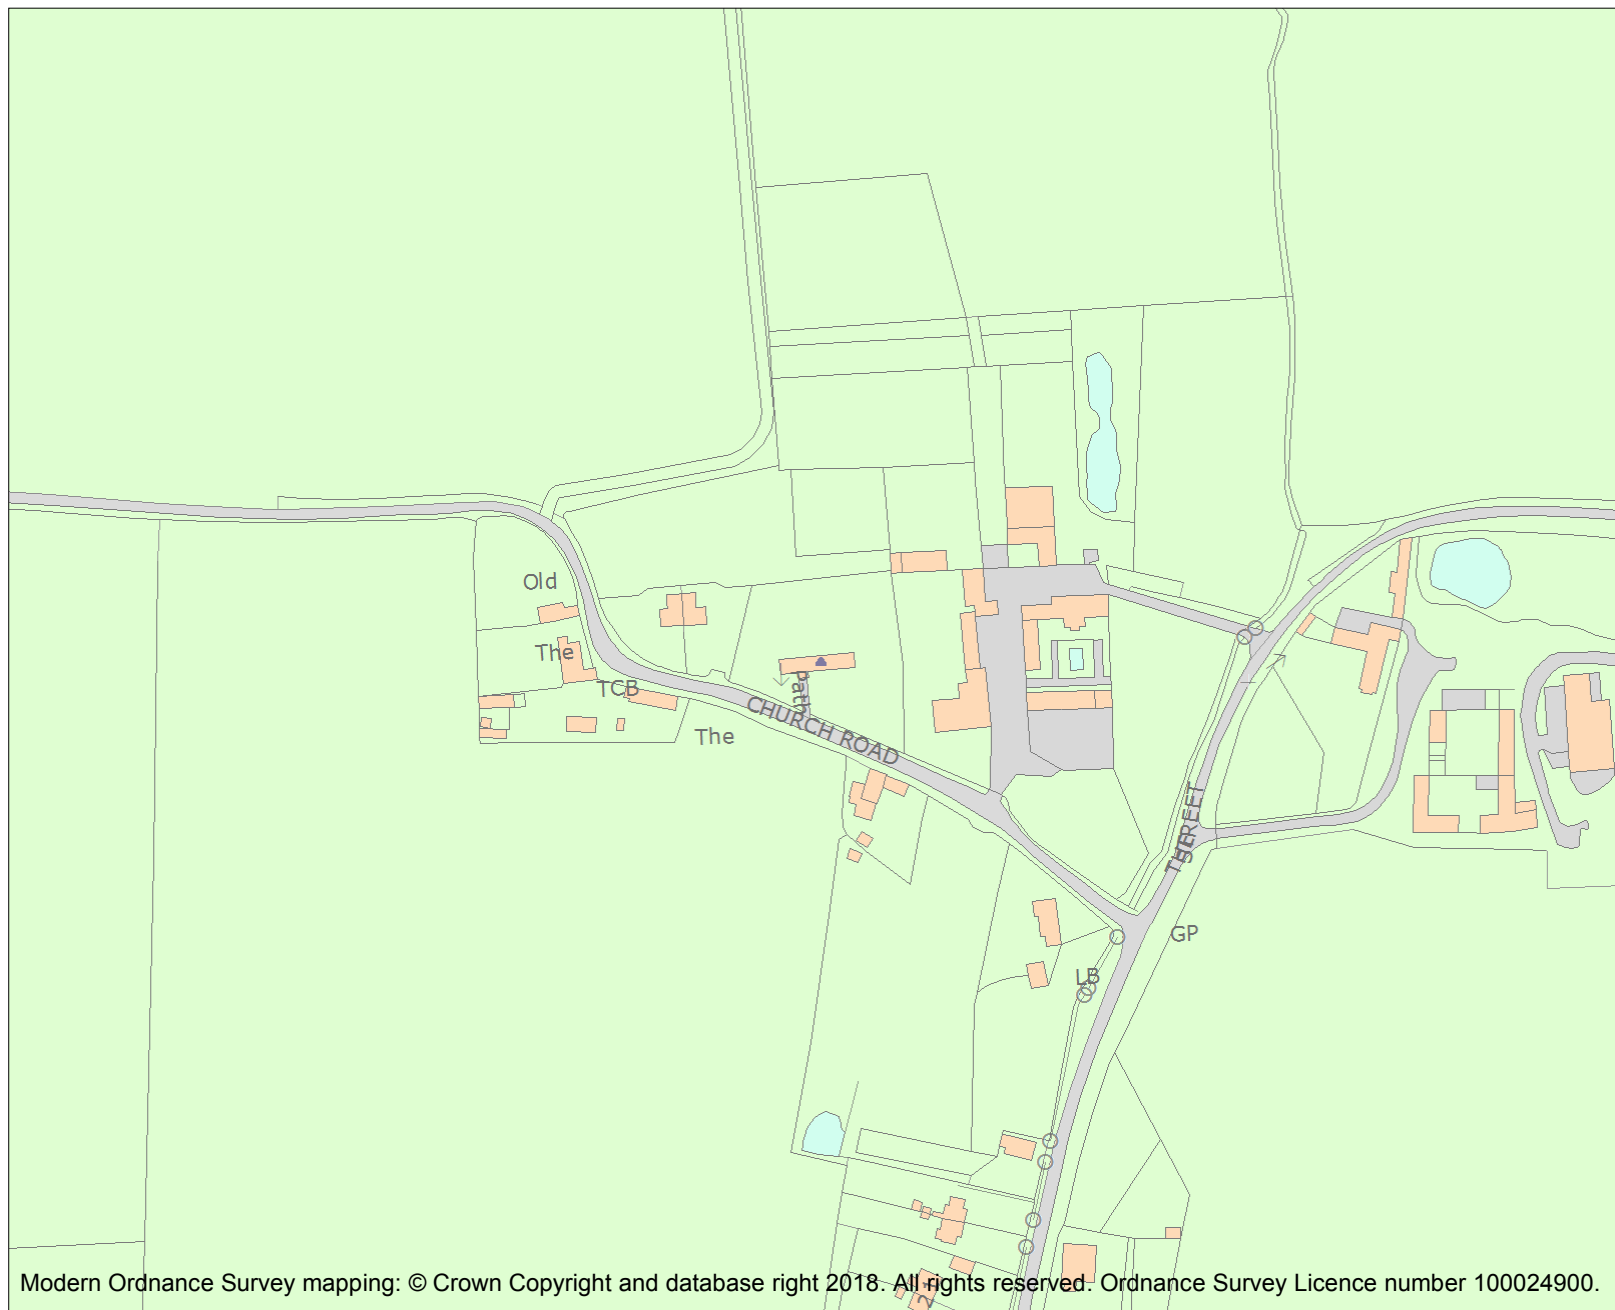 Old
The
TCB
The
Path
CHURCH ROAD
THE
STREET
GP
LB
21
Modern Ordnance Survey mapping: © Crown Copyright and database right 2018. All rights reserved. Ordnance Survey Licence number 100024900.